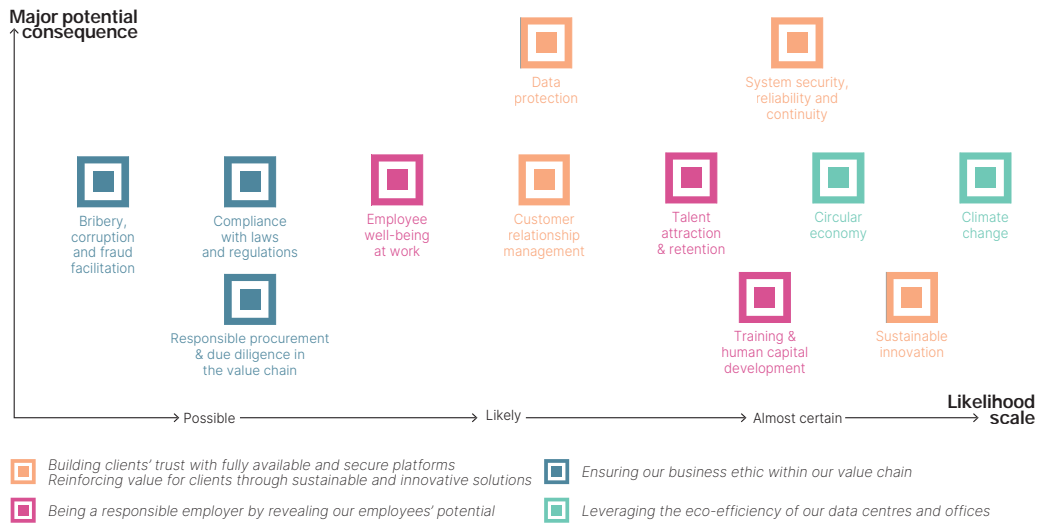 Major potential
consequence
Data
protection
System security,
reliability and
continuity
Bribery,
corruption
and fraud
facilitation
Compliance
with laws
and regulations
Employee
well-being
at work
Customer
relationship
management
Talent
attraction
& retention
Circular
economy
Climate
change
Responsible procurement
& due diligence in
the value chain
Training &
human capital
development
Sustainable
innovation
Possible
Likely
Almost certain
Likelihood
scale
Building clients' trust with fully available and secure platforms
Reinforcing value for clients through sustainable and innovative solutions
Ensuring our business ethic within our value chain
Being a responsible employer by revealing our employees' potential
Leveraging the eco-efficiency of our data centres and offices